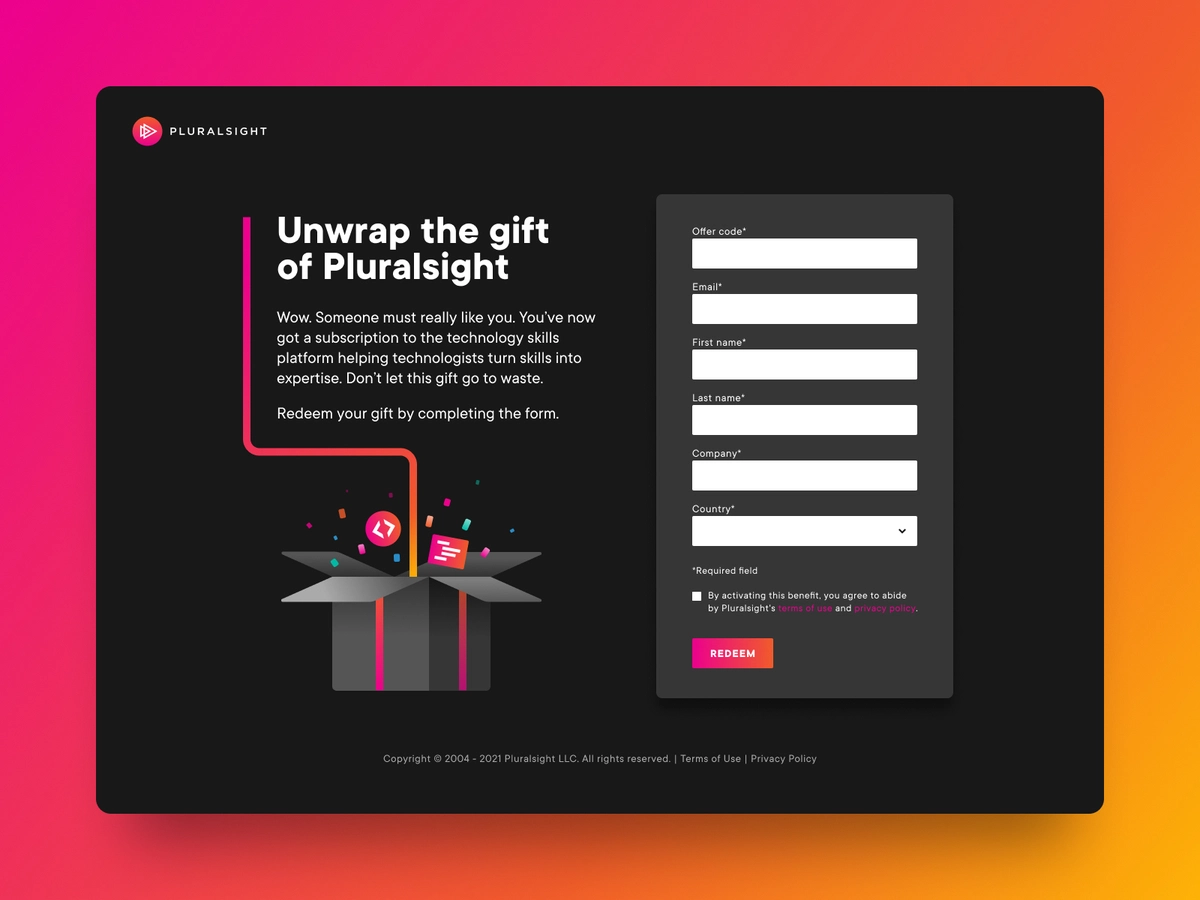 PLURALSIGHT
Unwrap the gift
of Pluralsight
Wow. Someone must really like you. You’ve now
got a subscription to the technology skills
platform helping technologists turn skills into
expertise. Don’t let this gift go to waste.
Redeem your gift by completing the form.
Offer code*
Email*
First name*
Last name*
Company*
Country*
*Required field
By activating this benefit, you agree to abide
by Pluralsight's terms of use and privacy policy.
REDEEM
Copyright © 2004 - 2021 Pluralsight LLC. All rights reserved. | Terms of Use | Privacy Policy